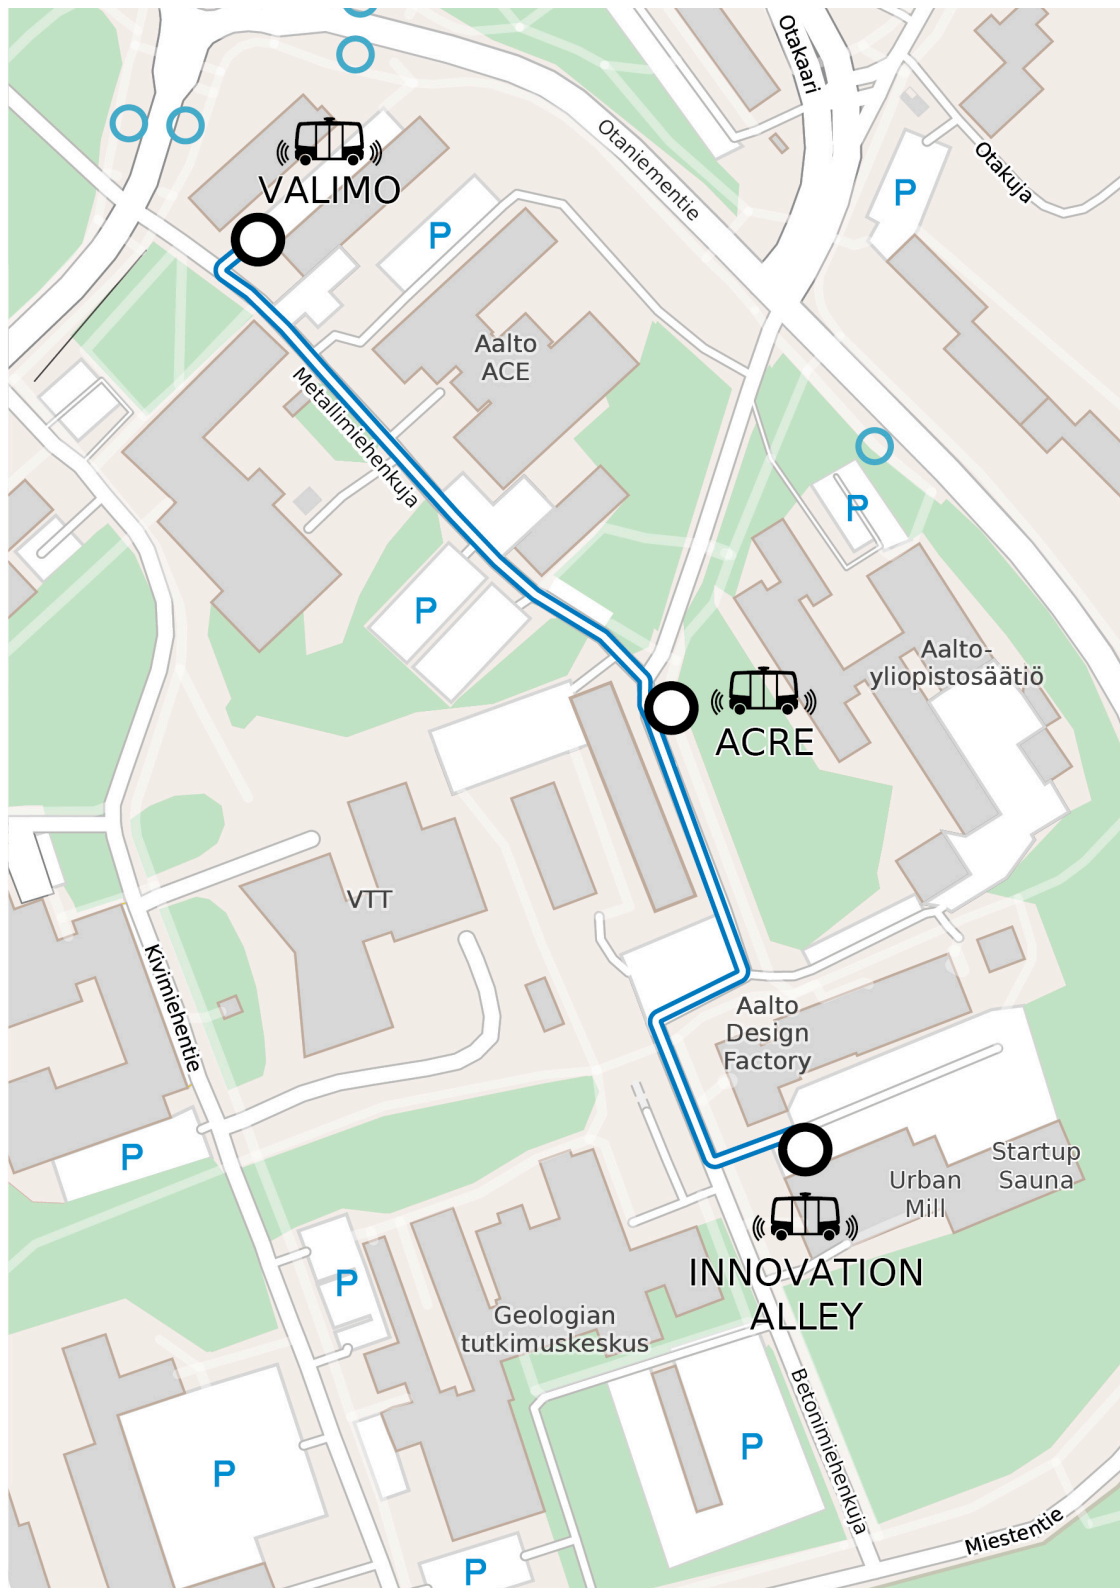 Otakaari
Otaniementie
Otakuja
P
VALIMO
P
Aalto
ACE
Metallimiehenkuja
P
P
Aalto-
yliopistosäätiö
ACRE
VTT
Kivimiehentie
Aalto
Design
Factory
P
Startup
Sauna
Urban
Mill
INNOVATION
ALLEY
P
Geologian
tutkimuskeskus
Betonimiehenkuja
P
P
Miestentie
P